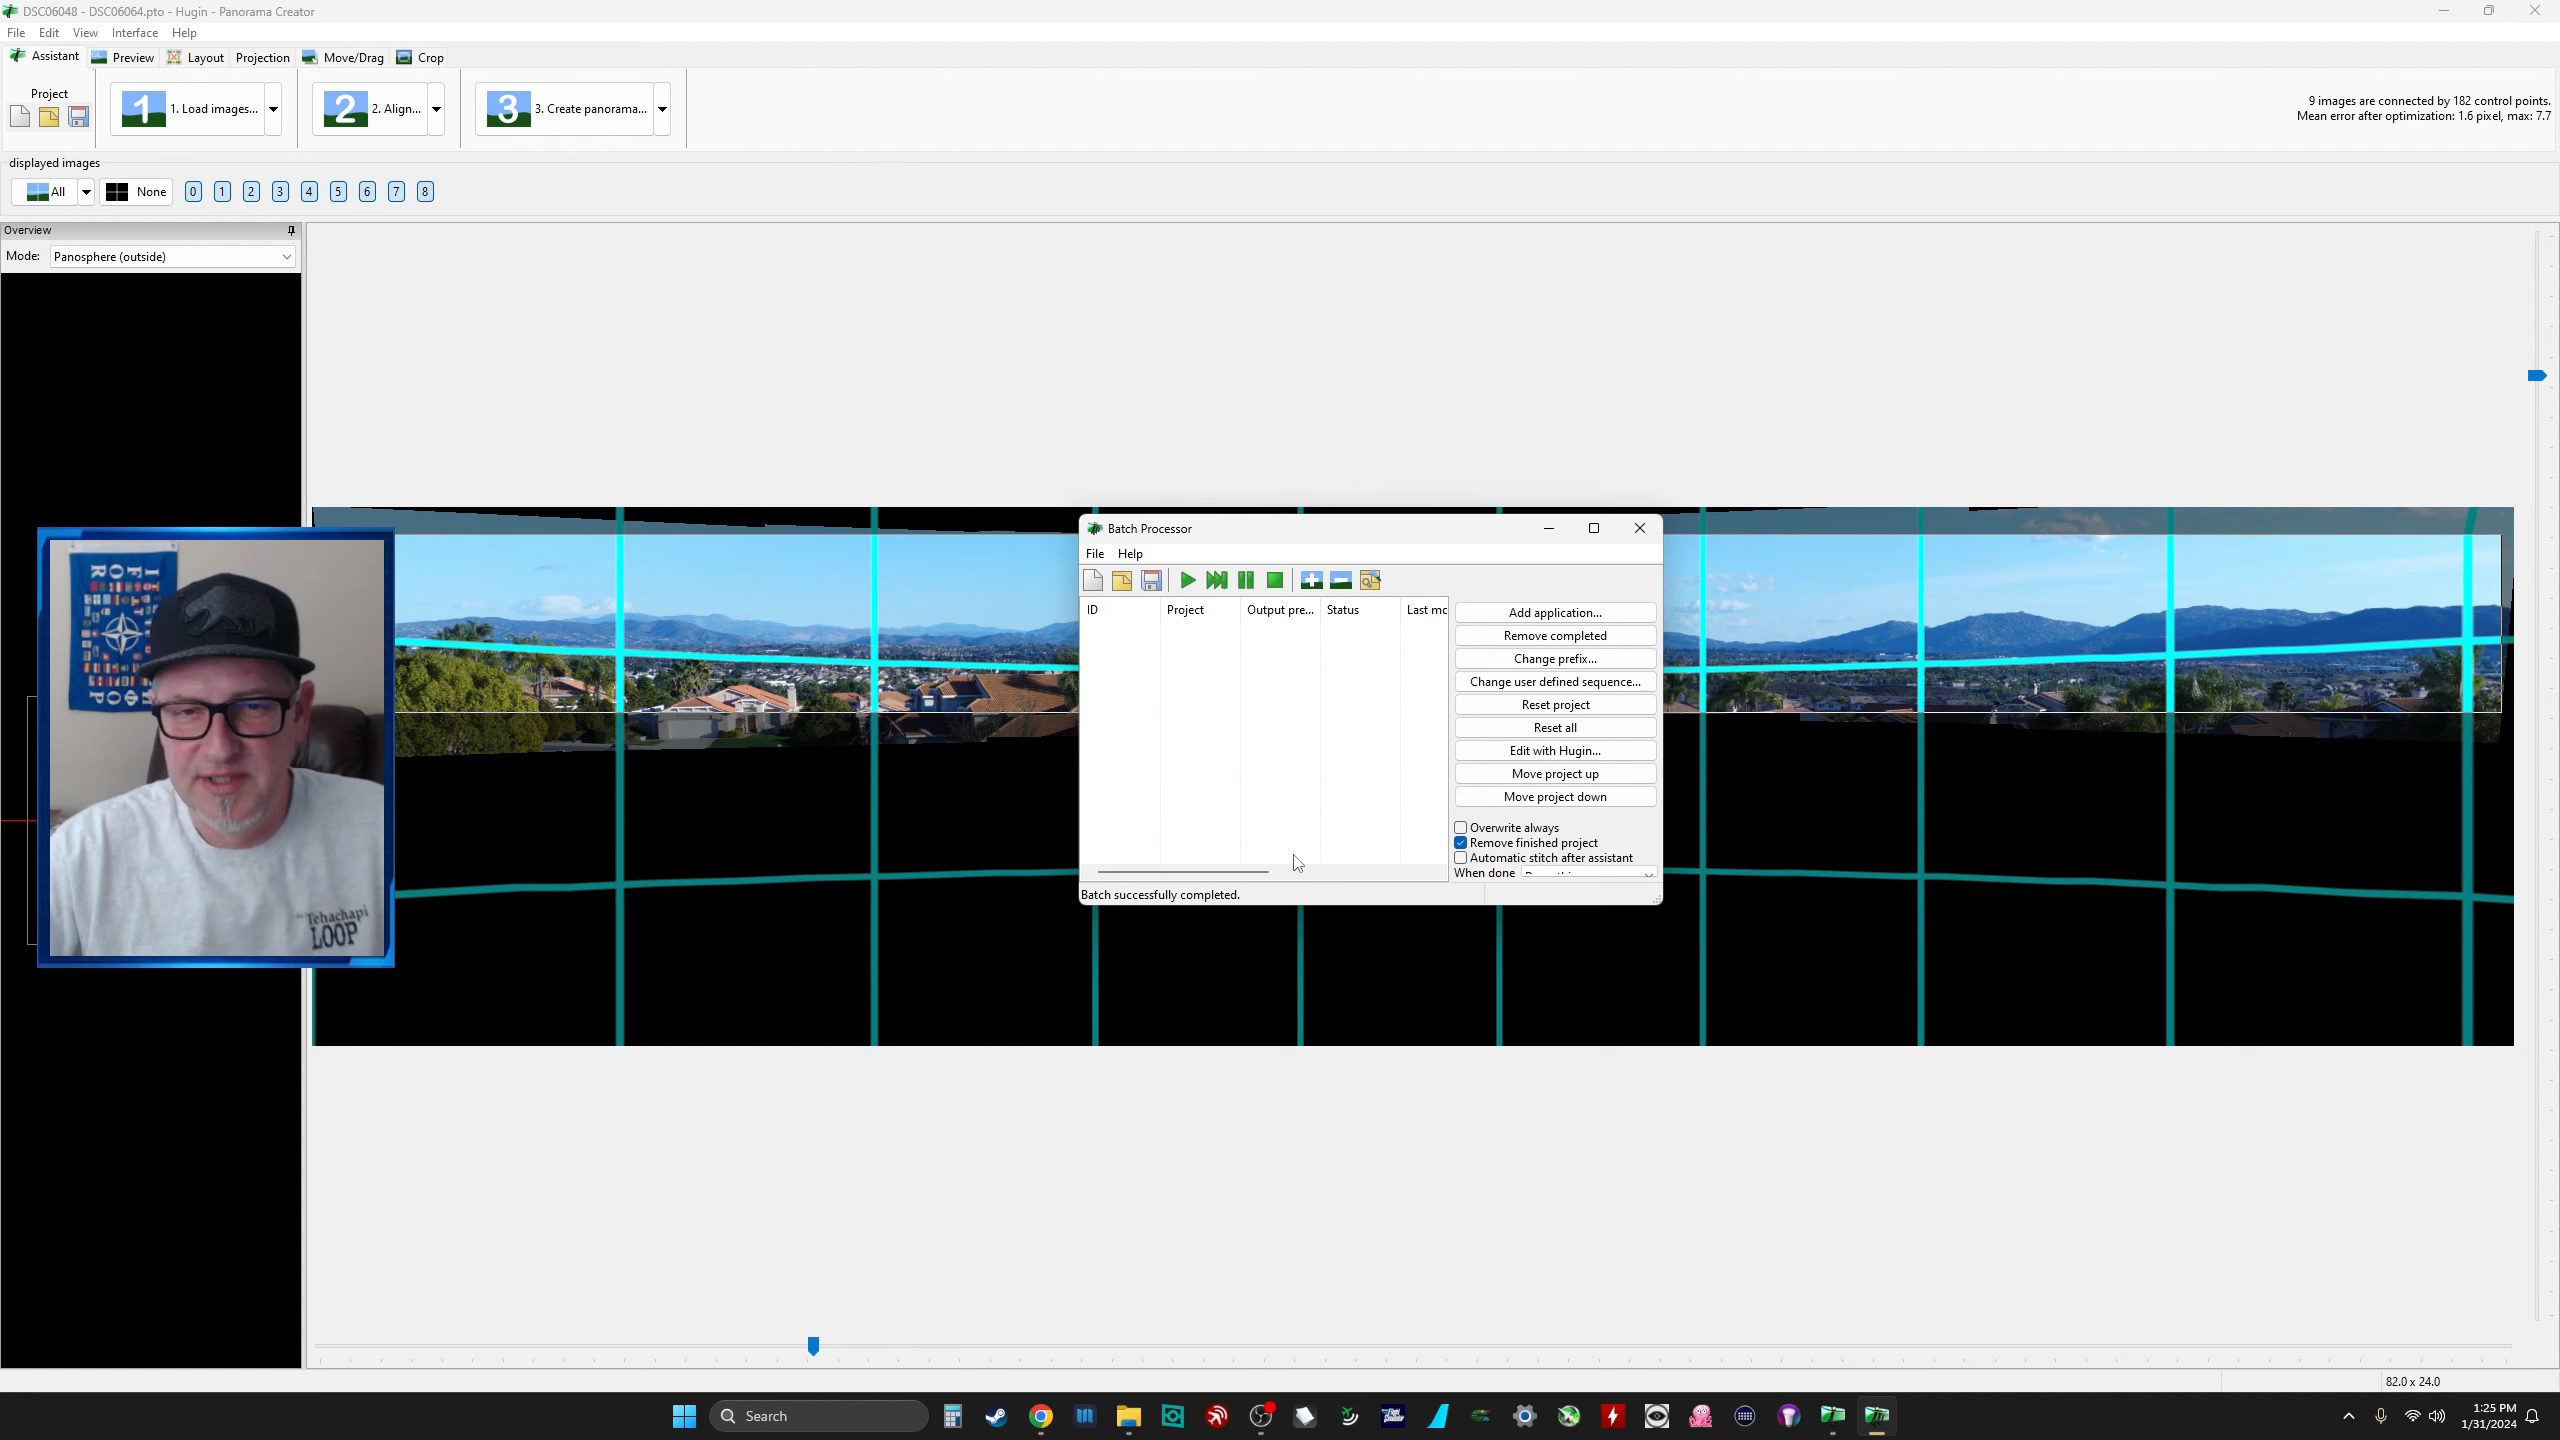 DSC06048 - DSC06064.pto - Hugin - Panorama Creator
File Edit View Interface Help
Assistant Preview Layout Projection Move/Drag Crop
Project
1 1. Load images...
2 2. Align...
3 3. Create panorama...
9 images are connected by 182 control points.
Mean error after optimization: 1.6 pixel, max: 7.7
displayed images
All None 0 1 2 3 4 5 6 7 8
Overview
Mode: Panosphere (outside)
Batch Processor
File Help
ID Project Output pre... Status Last mo
Add application...
Remove completed
Change prefix...
Change user defined sequence...
Reset project
Reset all
Edit with Hugin...
Move project up
Move project down
Overwrite always
Remove finished project
Automatic stitch after assistant
When done
Batch successfully completed.
IFOR
Tehachapi
LOOP
82.0 x 24.0
Search
1:25 PM
1/31/2024